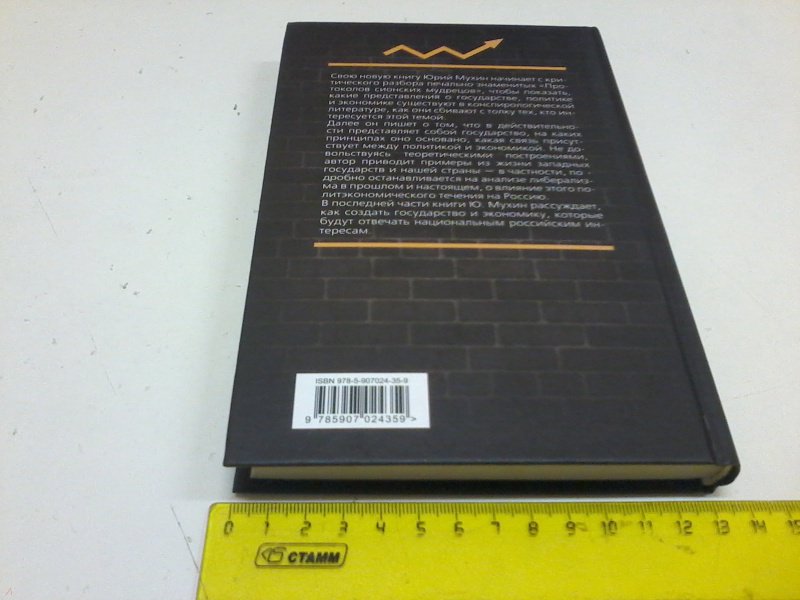 Свою новую книгу Юрий Мухин начинает с кри-
тического разбора печально знаменитых «Про-
токолов сионских мудрецов», чтобы показать,
какие представления о государстве, политике
и экономике существуют в конспирологической
литературе, как они сбивают с толку тех, кто ин-
тересуется этой темой.
Далее он пишет о том, что в действительно-
сти представляет собой государство, на каких
принципах оно основано, какая связь присут-
ствует между политикой и экономикой. Не до-
вольствуясь теоретическими построениями,
автор приводит примеры из жизни западных
государств и нашей страны – в частности, по-
дробно останавливается на анализе либерализ-
ма в прошлом и настоящем, о влияние этого по-
литэкономического течения на Россию.
В последней части книги Ю. Мухин рассуждает,
как создать государство и экономику, которые
будут отвечать национальным российским ин-
тересам.
ISBN 978-5-907024-35-9
9 785907 024359 >
0 1 2 3 4 5 6 7 8 9 10 11 12 13 14 15
СТАММ